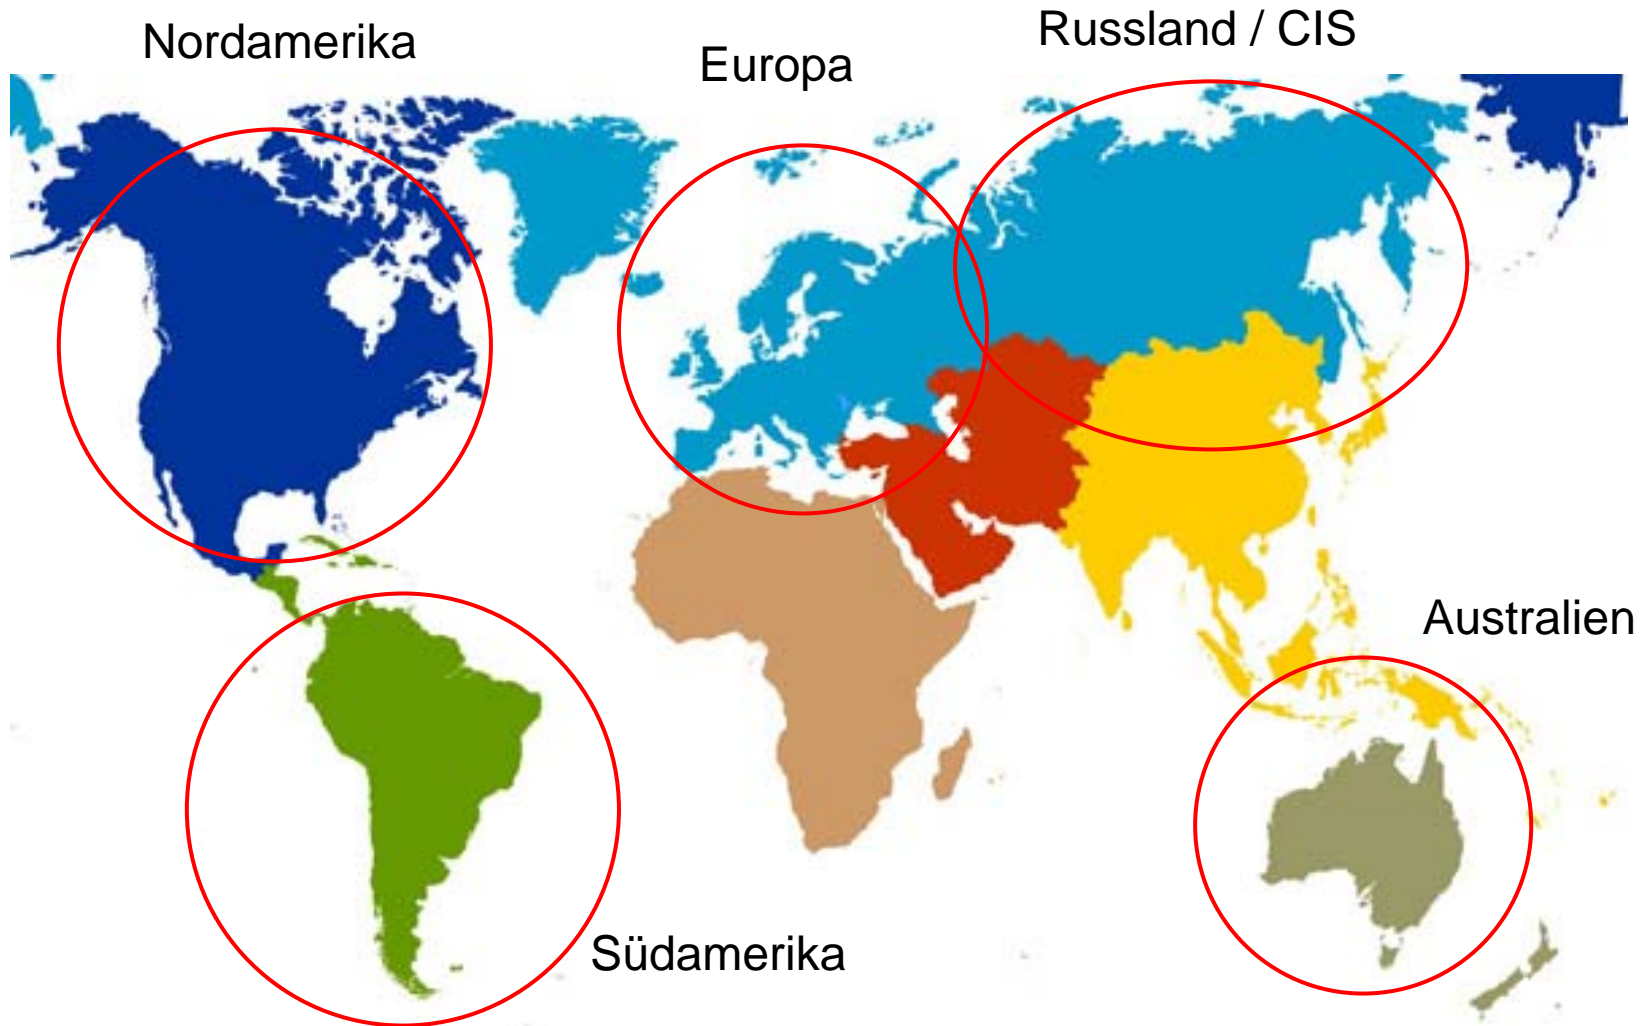 Nordamerika
Europa
Russland / CIS
Australien
Südamerika